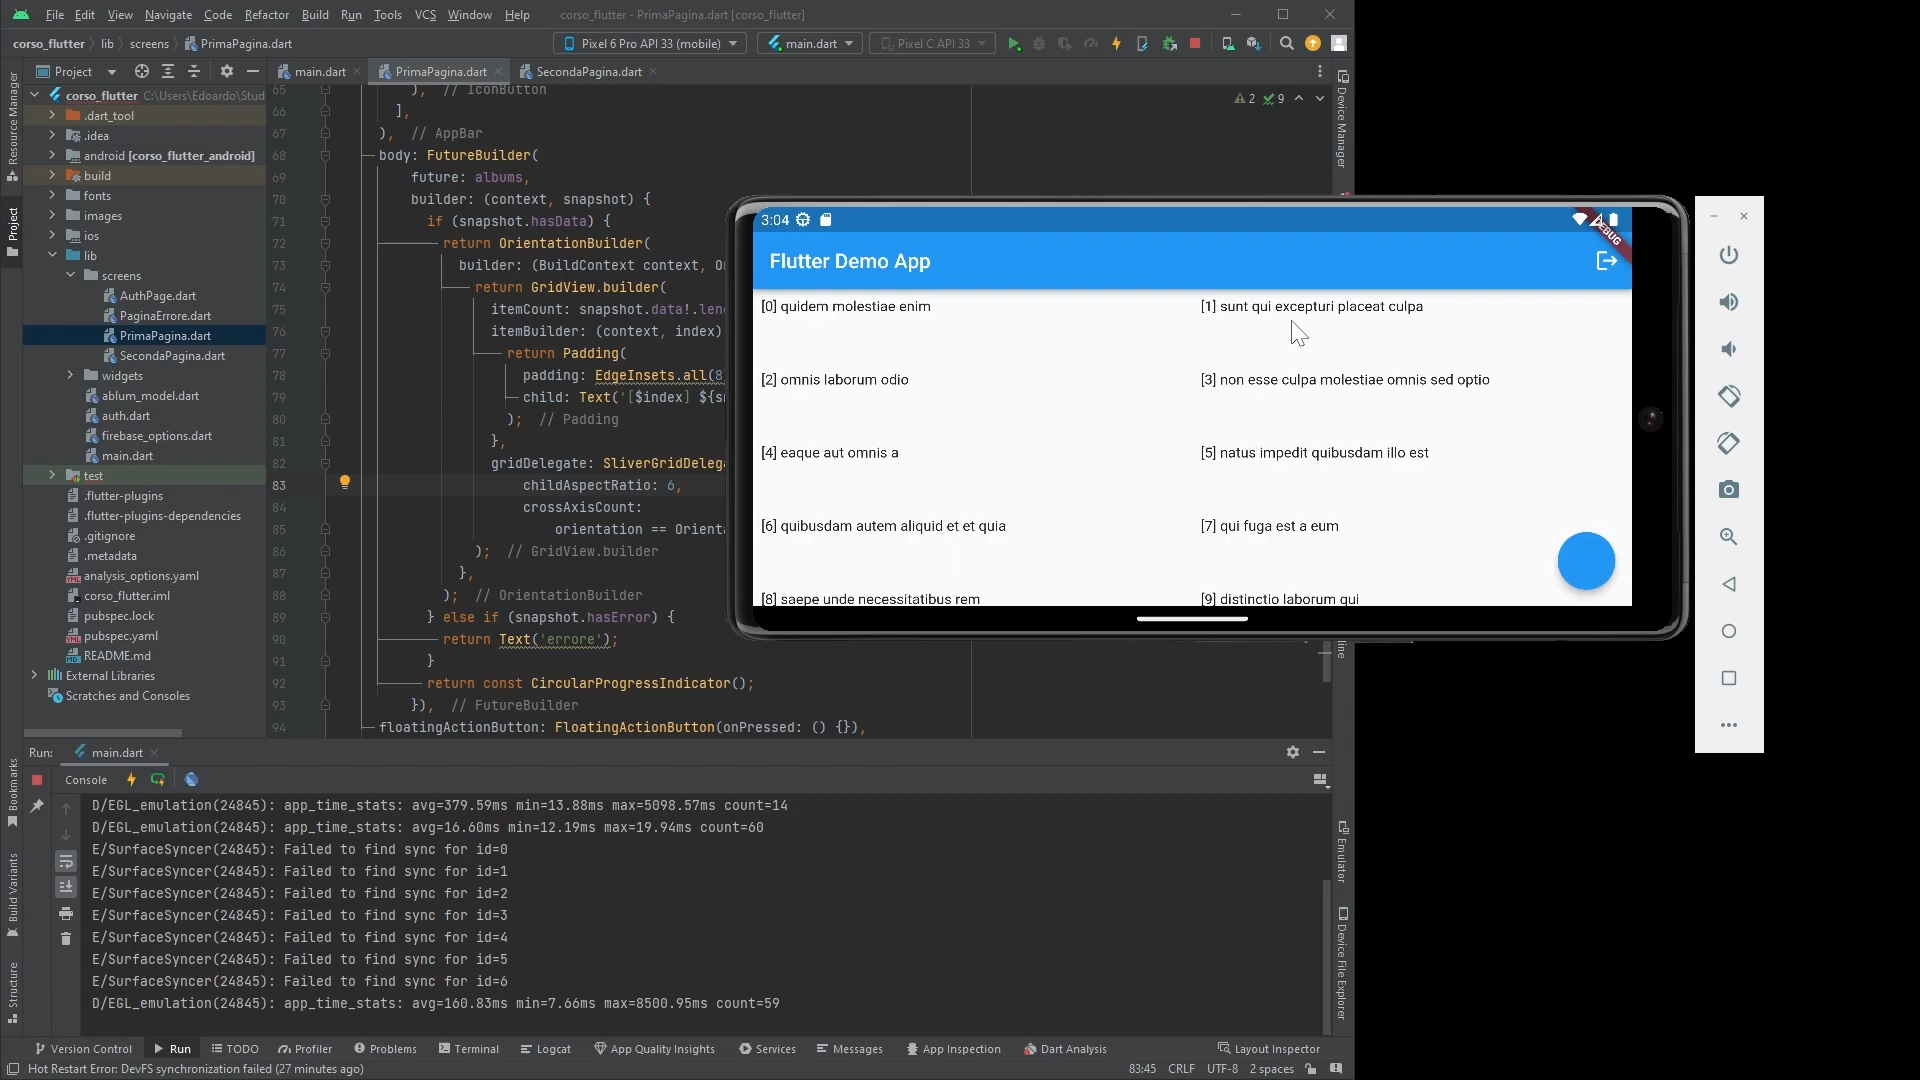 File Edit View Navigate Code Refactor Build Run Tools VCS Window Help corso_flutter - PrimaPagina.dart [corso_flutter]
corso_flutter lib screens PrimaPagina.dart Pixel 6 Pro API 33 (mobile) main.dart Pixel C API 33
Project main.dart PrimaPagina.dart SecondaPagina.dart
Resource Manager
Project
Bookmarks
Build Variants
Structure
corso_flutter C:\Users\Edoardo\Stud
.dart_tool
.idea
android [corso_flutter_android]
build
fonts
images
ios
lib
screens
AuthPage.dart
PaginaErrore.dart
PrimaPagina.dart
SecondaPagina.dart
widgets
ablum_model.dart
auth.dart
firebase_options.dart
main.dart
test
.flutter-plugins
.flutter-plugins-dependencies
.gitignore
.metadata
analysis_options.yaml
corso_flutter.iml
pubspec.lock
pubspec.yaml
README.md
External Libraries
Scratches and Consoles
2 9
65 ), // IconButton
66 ],
67 ), // AppBar
68 body: FutureBuilder(
69 future: albums,
70 builder: (context, snapshot) {
71 if (snapshot.hasData) {
72 return OrientationBuilder(
73 builder: (BuildContext context, O
74 return GridView.builder(
75 itemCount: snapshot.data!.len
76 itemBuilder: (context, index)
77 return Padding(
78 padding: EdgeInsets.all(8
79 child: Text('[$index] ${s
80 ); // Padding
81 },
82 gridDelegate: SliverGridDeleg
83 childAspectRatio: 6,
84 crossAxisCount:
85 orientation == Orient
86 ); // GridView.builder
87 },
88 ); // OrientationBuilder
89 } else if (snapshot.hasError) {
90 return Text('errore');
91 }
92 return const CircularProgressIndicator();
93 }), // FutureBuilder
94 floatingActionButton: FloatingActionButton(onPressed: () {}),
Device Manager
Emulator
Device File Explorer
3:04
DEBUG
Flutter Demo App
[0] quidem molestiae enim
[1] sunt qui excepturi placeat culpa
[2] omnis laborum odio
[3] non esse culpa molestiae omnis sed optio
[4] eaque aut omnis a
[5] natus impedit quibusdam illo est
[6] quibusdam autem aliquid et et quia
[7] qui fuga est a eum
[8] saepe unde necessitatibus rem
[9] distinctio laborum qui
Run: main.dart
Console
D/EGL_emulation(24845): app_time_stats: avg=379.59ms min=13.88ms max=5098.57ms count=14
D/EGL_emulation(24845): app_time_stats: avg=16.60ms min=12.19ms max=19.94ms count=60
E/SurfaceSyncer(24845): Failed to find sync for id=0
E/SurfaceSyncer(24845): Failed to find sync for id=1
E/SurfaceSyncer(24845): Failed to find sync for id=2
E/SurfaceSyncer(24845): Failed to find sync for id=3
E/SurfaceSyncer(24845): Failed to find sync for id=4
E/SurfaceSyncer(24845): Failed to find sync for id=5
E/SurfaceSyncer(24845): Failed to find sync for id=6
D/EGL_emulation(24845): app_time_stats: avg=160.83ms min=7.66ms max=8500.95ms count=59
Version Control Run TODO Profiler Problems Terminal Logcat App Quality Insights Services Messages App Inspection Dart Analysis Layout Inspector
Hot Restart Error: DevFS synchronization failed (27 minutes ago) 83:45 CRLF UTF-8 2 spaces